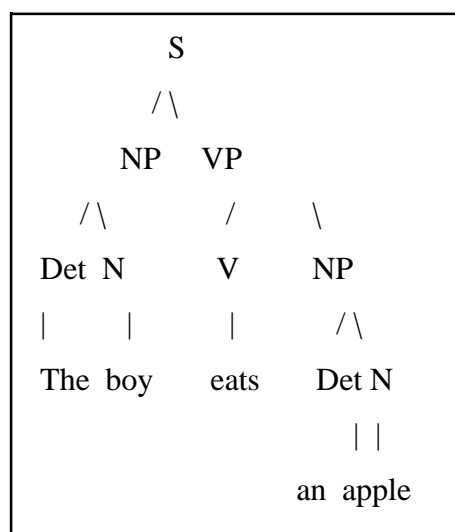 S
/ \
NP VP
/ \ / \
Det N V NP
| | | / \
The boy eats Det N
| |
an apple